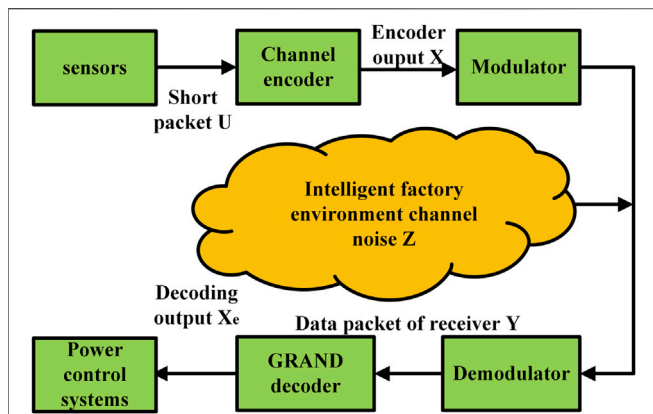 sensors
Channel
encoder
Encoder
ouput X
Modulator
Short
packet U
Intelligent factory
environment channel
noise Z
Decoding
output Xe
Data packet of receiver Y
Power
control
systems
GRAND
decoder
Demodulator